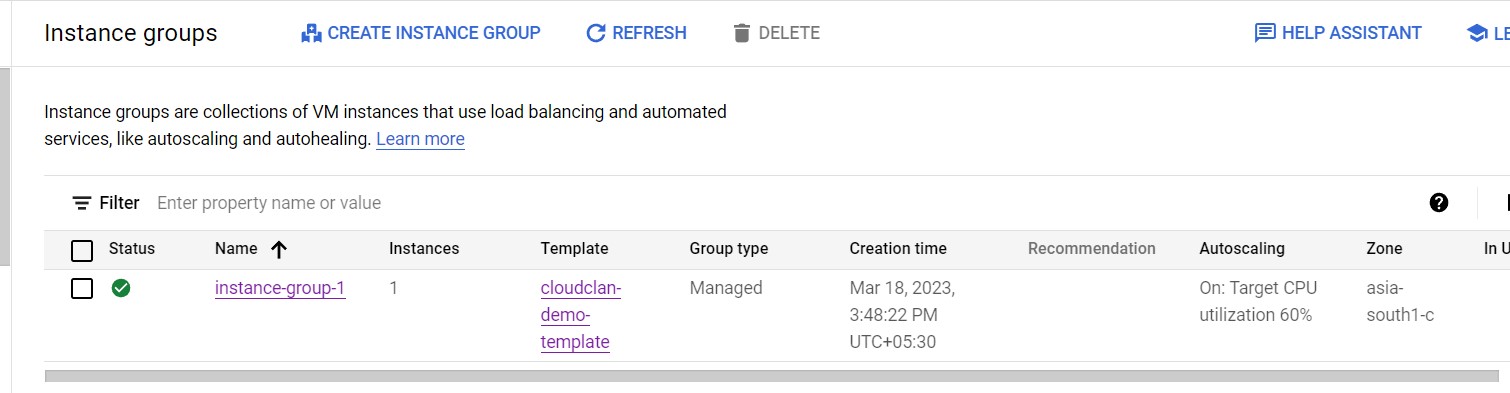 Instance groups CREATE INSTANCE GROUP REFRESH DELETE HELP ASSISTANT
Instance groups are collections of VM instances that use load balancing and automated
services, like autoscaling and autohealing. Learn more
Filter Enter property name or value
Status Name Instances Template Group type Creation time Recommendation Autoscaling Zone In U
instance-group-1 1 cloudclan- Managed Mar 18, 2023, On: Target CPU asia-
demo- 3:48:22 PM utilization 60% south1-c
template UTC+05:30